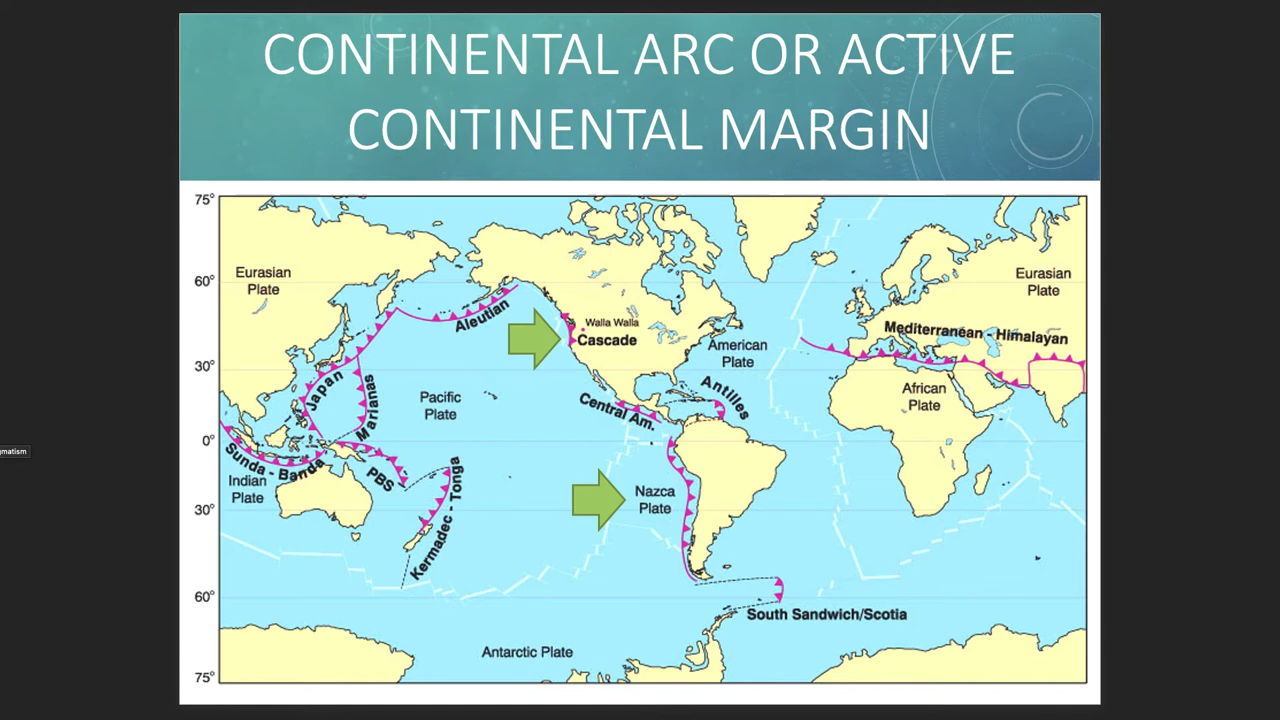 CONTINENTAL ARC OR ACTIVE
CONTINENTAL MARGIN
75°
60°
30°
0°
30°
60°
75°
Eurasian
Plate
Eurasian
Plate
Aleutian
Walla Walla
Cascade
American
Plate
Mediterranean - Himalayan
Japan
Marianas
Pacific
Plate
Central Am.
Antilles
African
Plate
Sunda - Banda
Indian
Plate
PBS
Kermadec - Tonga
Nazca
Plate
South Sandwich/Scotia
Antarctic Plate
gmatism